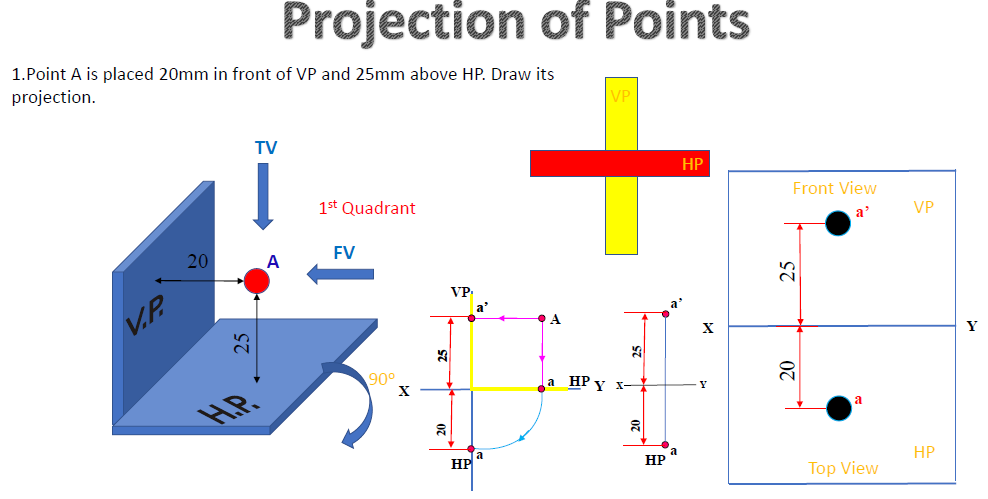 Projection of Points
1.Point A is placed 20mm in front of VP and 25mm above HP. Draw its
projection.
VP
HP
TV
1st Quadrant
FV
20
A
V.P.
25
H.P.
90°
VP
a’
A
25
a
HP
X
Y
20
a
HP
a’
25
X
Y
20
a
HP
Front View
VP
a’
25
X
Y
20
a
HP
Top View